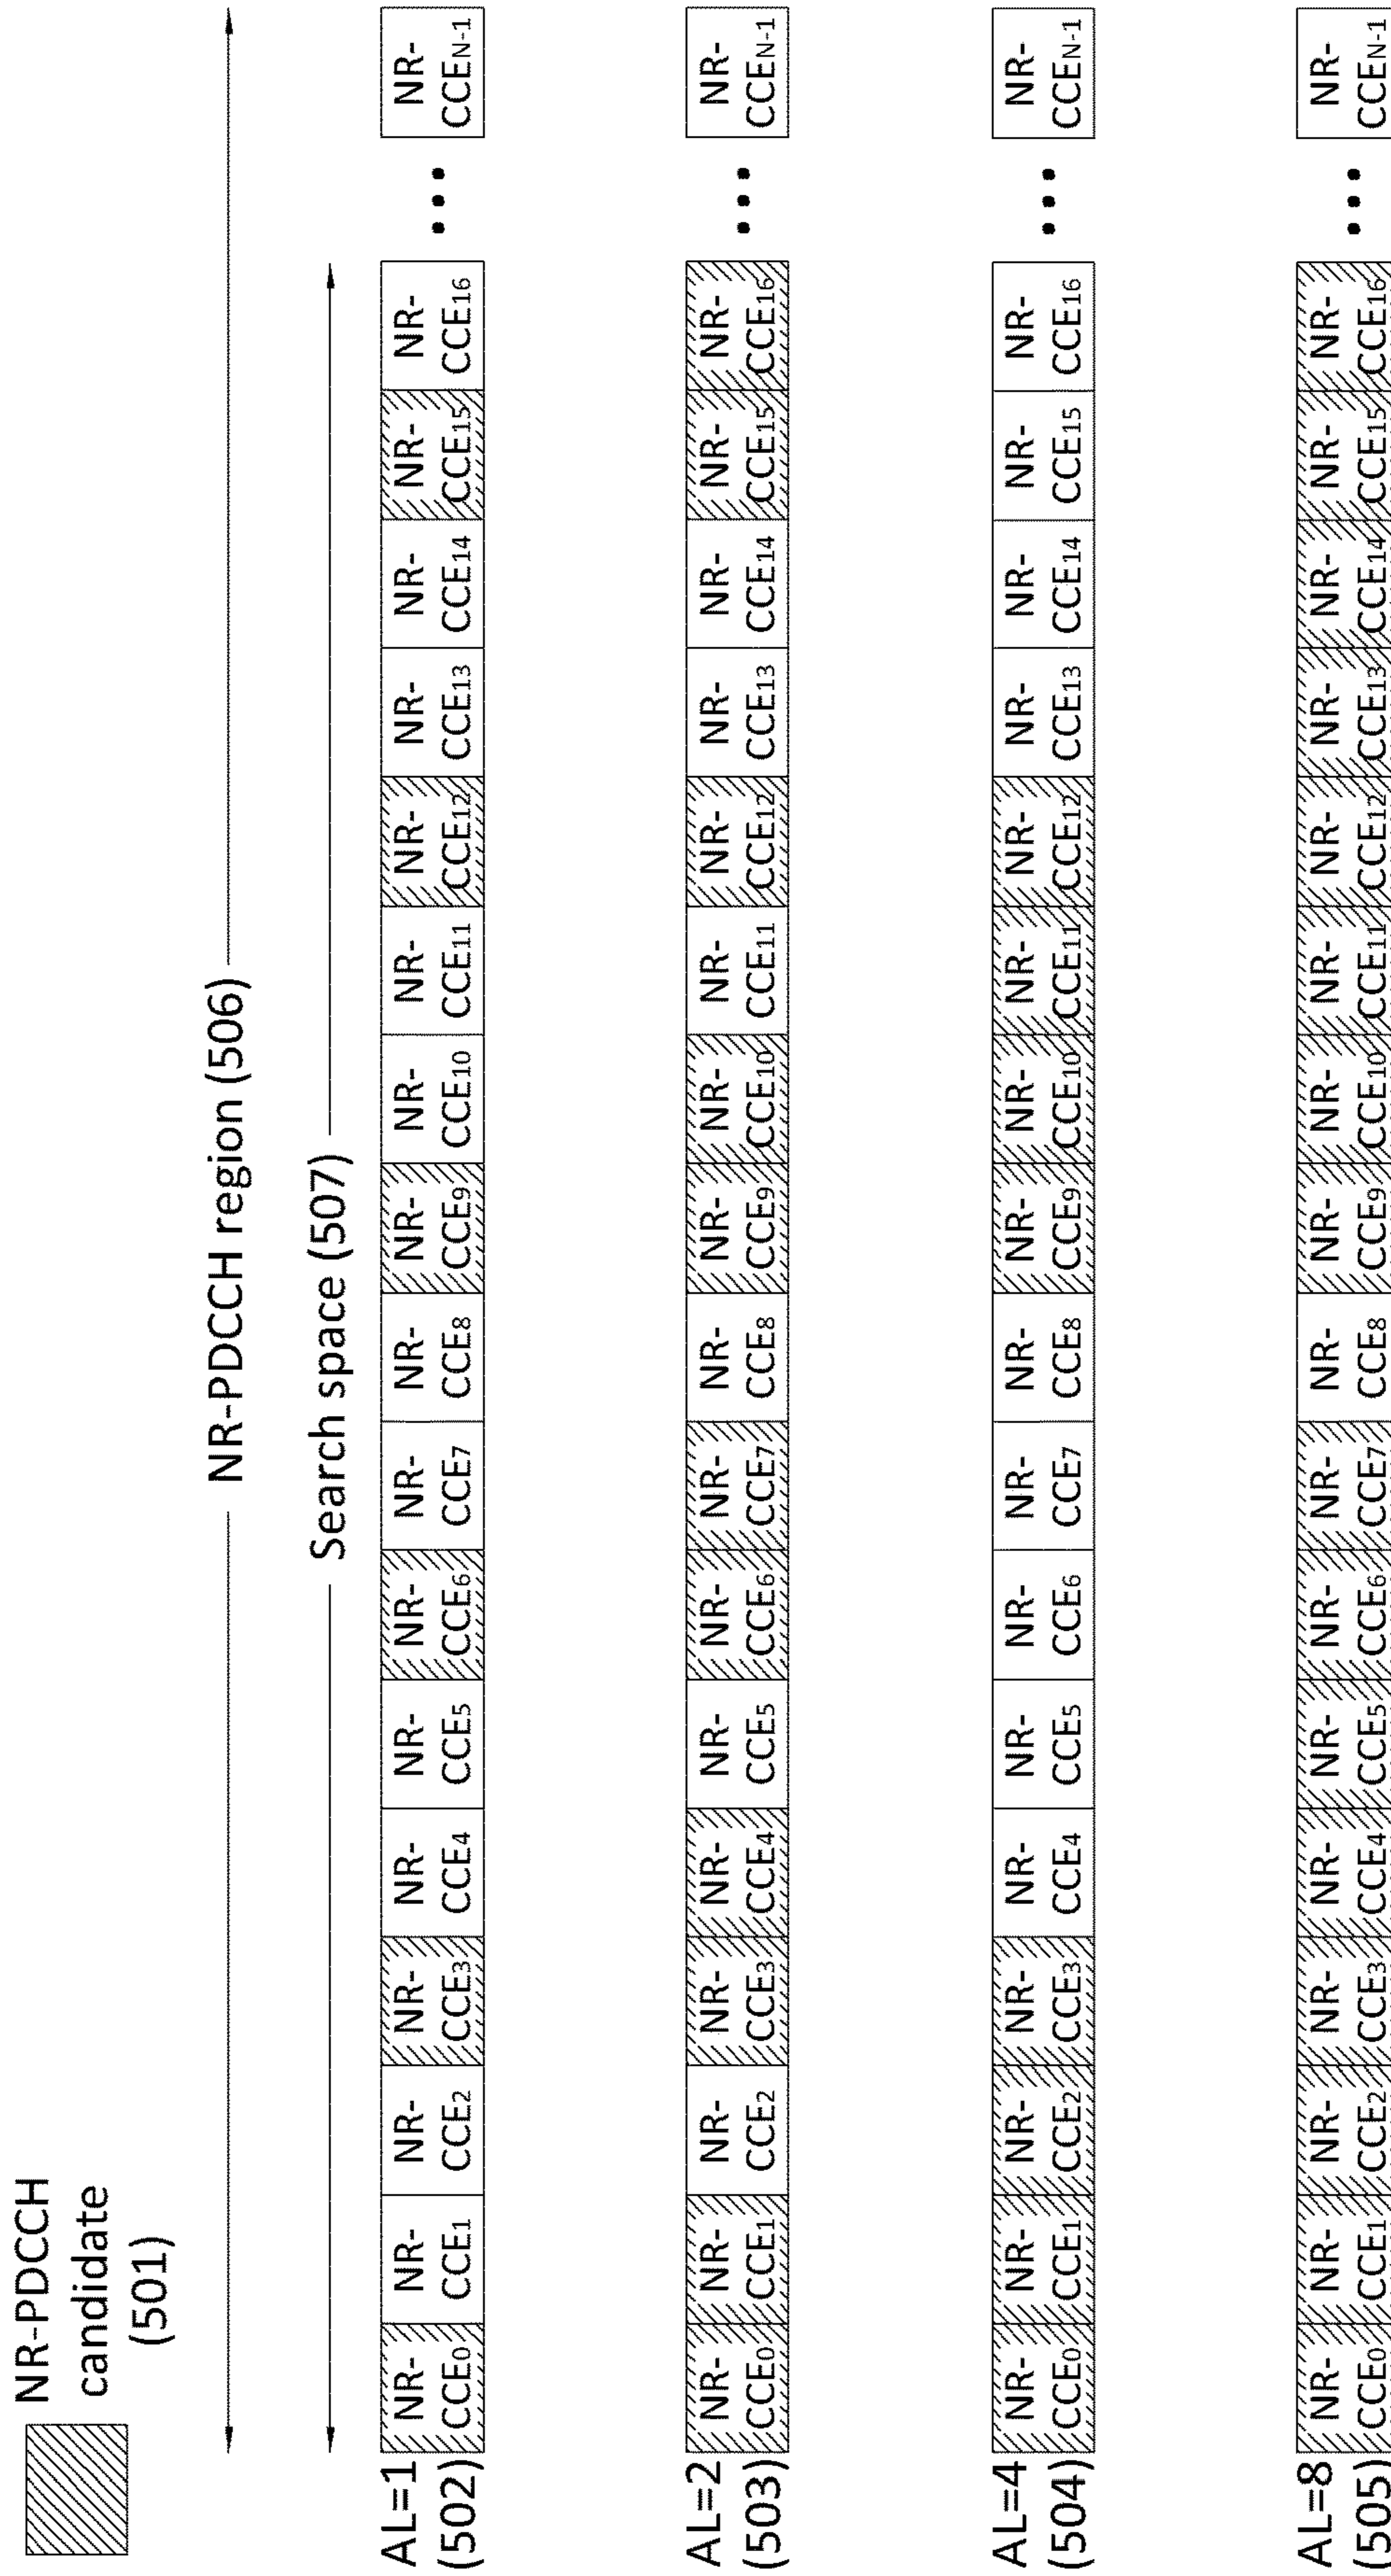 NR-PDCCH
candidate
(501)
NR-PDCCH region (506)
Search space (507)
AL=1
(502)
NR-
CCE0
NR-
CCE1
NR-
CCE2
NR-
CCE3
NR-
CCE4
NR-
CCE5
NR-
CCE6
NR-
CCE7
NR-
CCE8
NR-
CCE9
NR-
CCE10
NR-
CCE11
NR-
CCE12
NR-
CCE13
NR-
CCE14
NR-
CCE15
NR-
CCE16
•••
NR-
CCEN-1
AL=2
(503)
NR-
CCE0
NR-
CCE1
NR-
CCE2
NR-
CCE3
NR-
CCE4
NR-
CCE5
NR-
CCE6
NR-
CCE7
NR-
CCE8
NR-
CCE9
NR-
CCE10
NR-
CCE11
NR-
CCE12
NR-
CCE13
NR-
CCE14
NR-
CCE15
NR-
CCE16
•••
NR-
CCEN-1
AL=4
(504)
NR-
CCE0
NR-
CCE1
NR-
CCE2
NR-
CCE3
NR-
CCE4
NR-
CCE5
NR-
CCE6
NR-
CCE7
NR-
CCE8
NR-
CCE9
NR-
CCE10
NR-
CCE11
NR-
CCE12
NR-
CCE13
NR-
CCE14
NR-
CCE15
NR-
CCE16
•••
NR-
CCEN-1
AL=8
(505)
NR-
CCE0
NR-
CCE1
NR-
CCE2
NR-
CCE3
NR-
CCE4
NR-
CCE5
NR-
CCE6
NR-
CCE7
NR-
CCE8
NR-
CCE9
NR-
CCE10
NR-
CCE11
NR-
CCE12
NR-
CCE13
NR-
CCE14
NR-
CCE15
NR-
CCE16
•••
NR-
CCEN-1